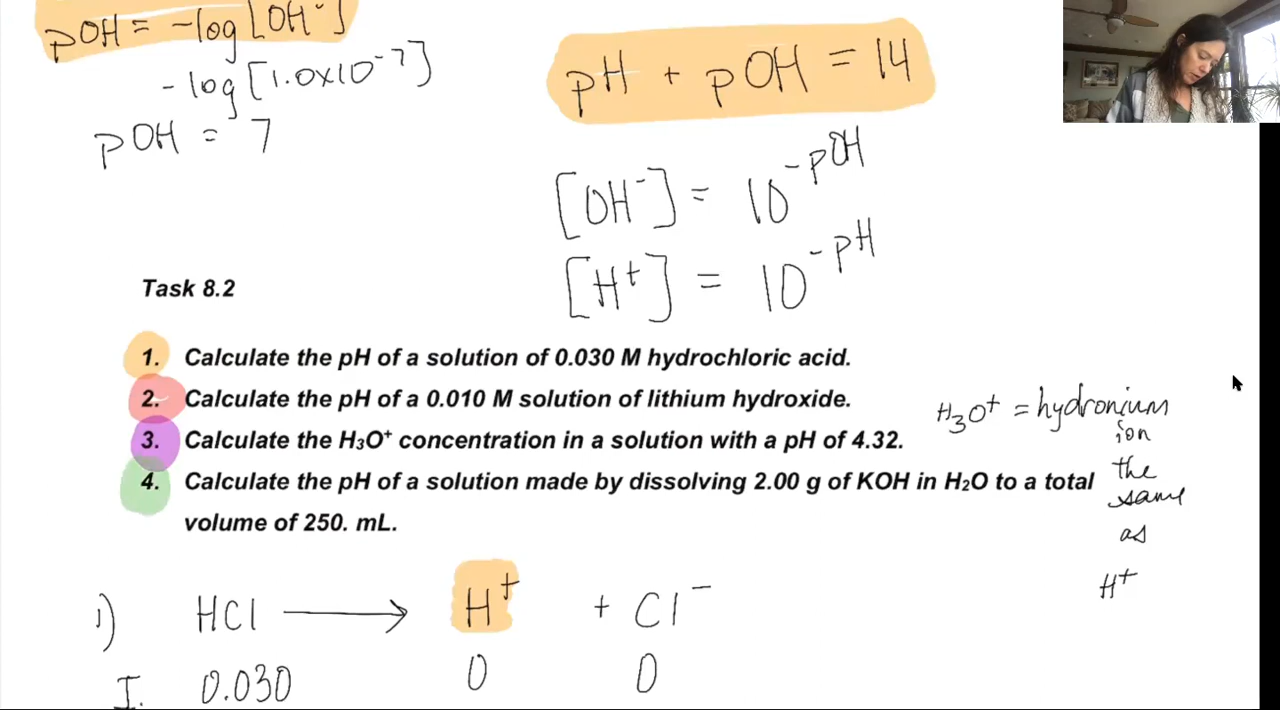 pOH = -log[OH⁻]
-log[1.0x10⁻⁷]
pOH = 7
pH + pOH = 14
[OH⁻] = 10⁻ᵖᴼᴴ
[H⁺] = 10⁻ᵖᴴ
Task 8.2
1. Calculate the pH of a solution of 0.030 M hydrochloric acid.
2. Calculate the pH of a 0.010 M solution of lithium hydroxide.
3. Calculate the H₃O⁺ concentration in a solution with a pH of 4.32.
4. Calculate the pH of a solution made by dissolving 2.00 g of KOH in H₂O to a total
volume of 250. mL.
H₃O⁺ = hydronium
ion
the
same
as
H⁺
1) HCl ⟶ H⁺ + Cl⁻
I. 0.030 0 0